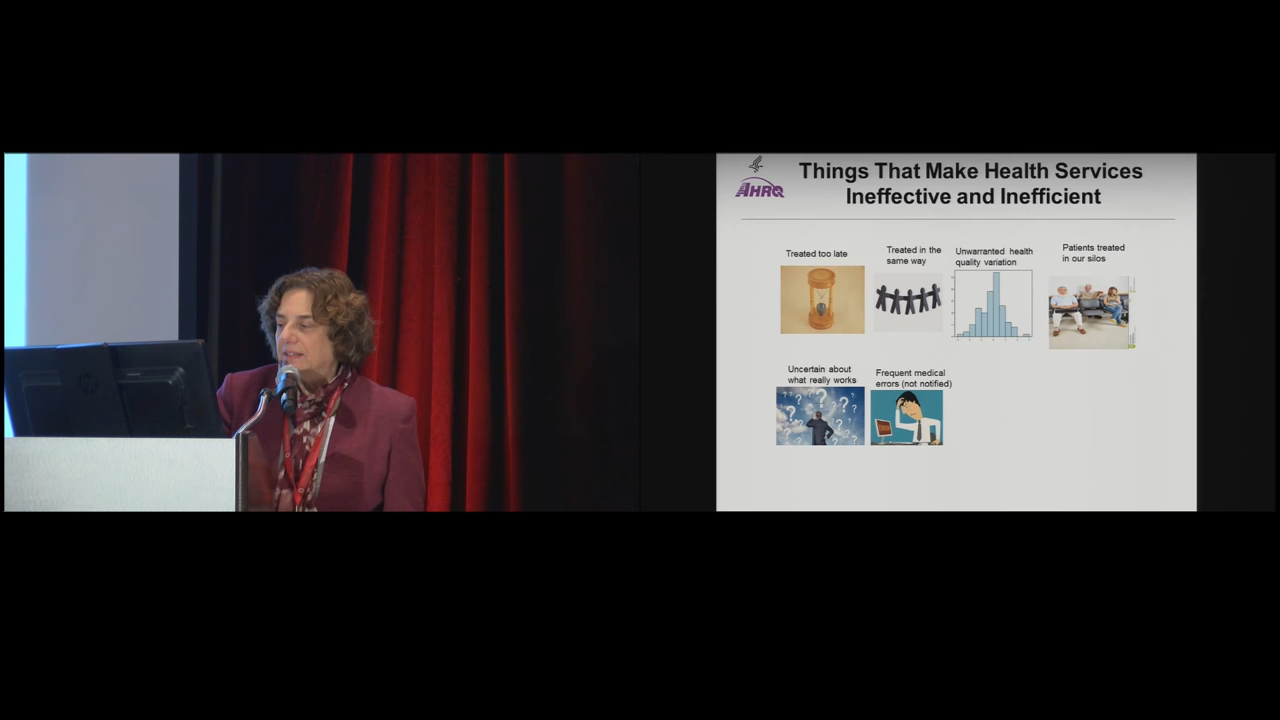 AHRQ
Things That Make Health Services
Ineffective and Inefficient
Treated too late
Treated in the
same way
Unwarranted health
quality variation
Patients treated
in our silos
Uncertain about
what really works
Frequent medical
errors (not notified)